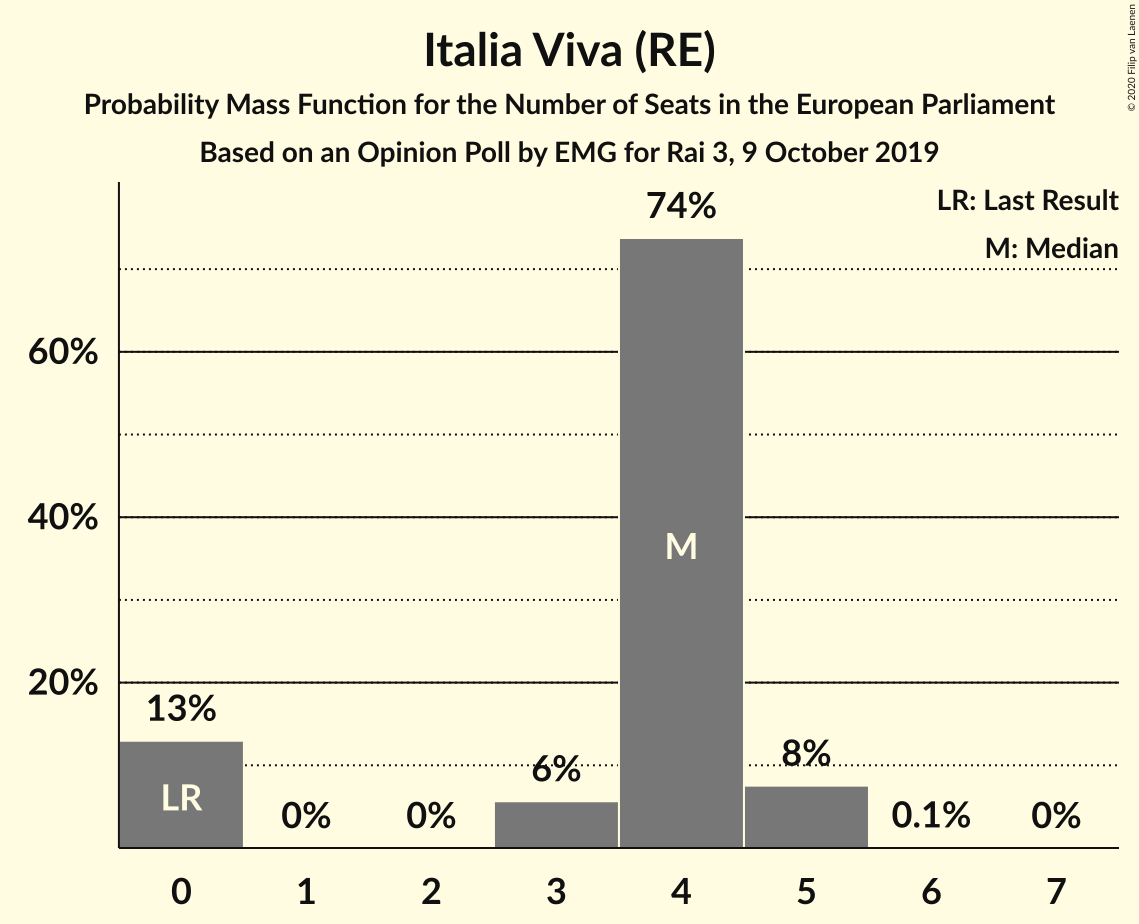 Italia Viva (RE)
Probability Mass Function for the Number of Seats in the European Parliament
Based on an Opinion Poll by EMG for Rai 3, 9 October 2019
© 2020 Filip van Laenen
LR: Last Result
M: Median
74%
60%
40%
20%
13%
0%
0%
6%
8%
0.1%
0%
LR
M
0 1 2 3 4 5 6 7